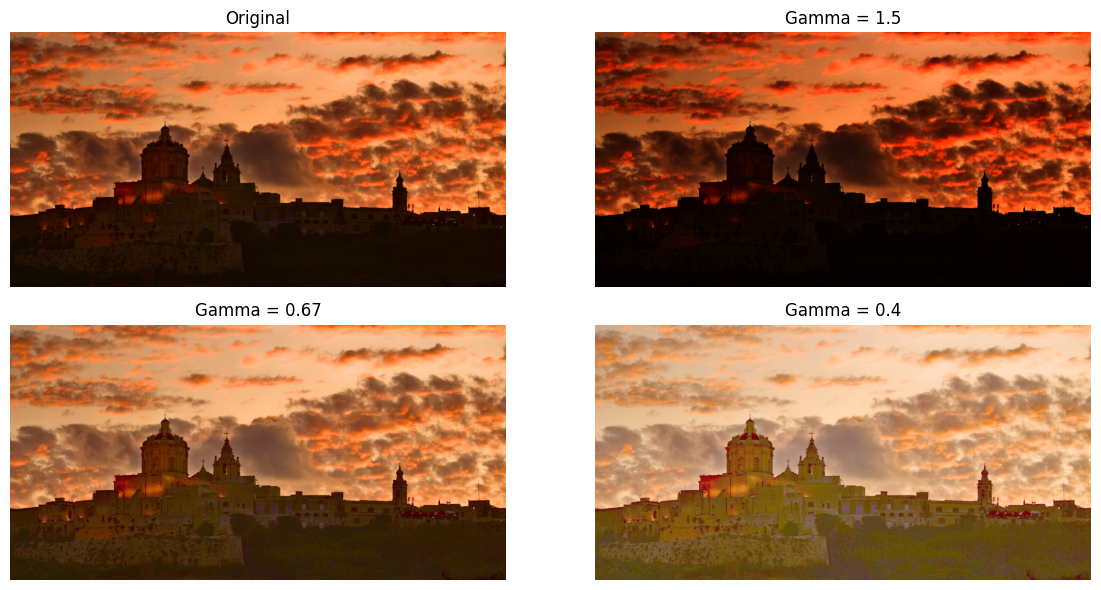 Original
Gamma = 1.5
Gamma = 0.67
Gamma = 0.4